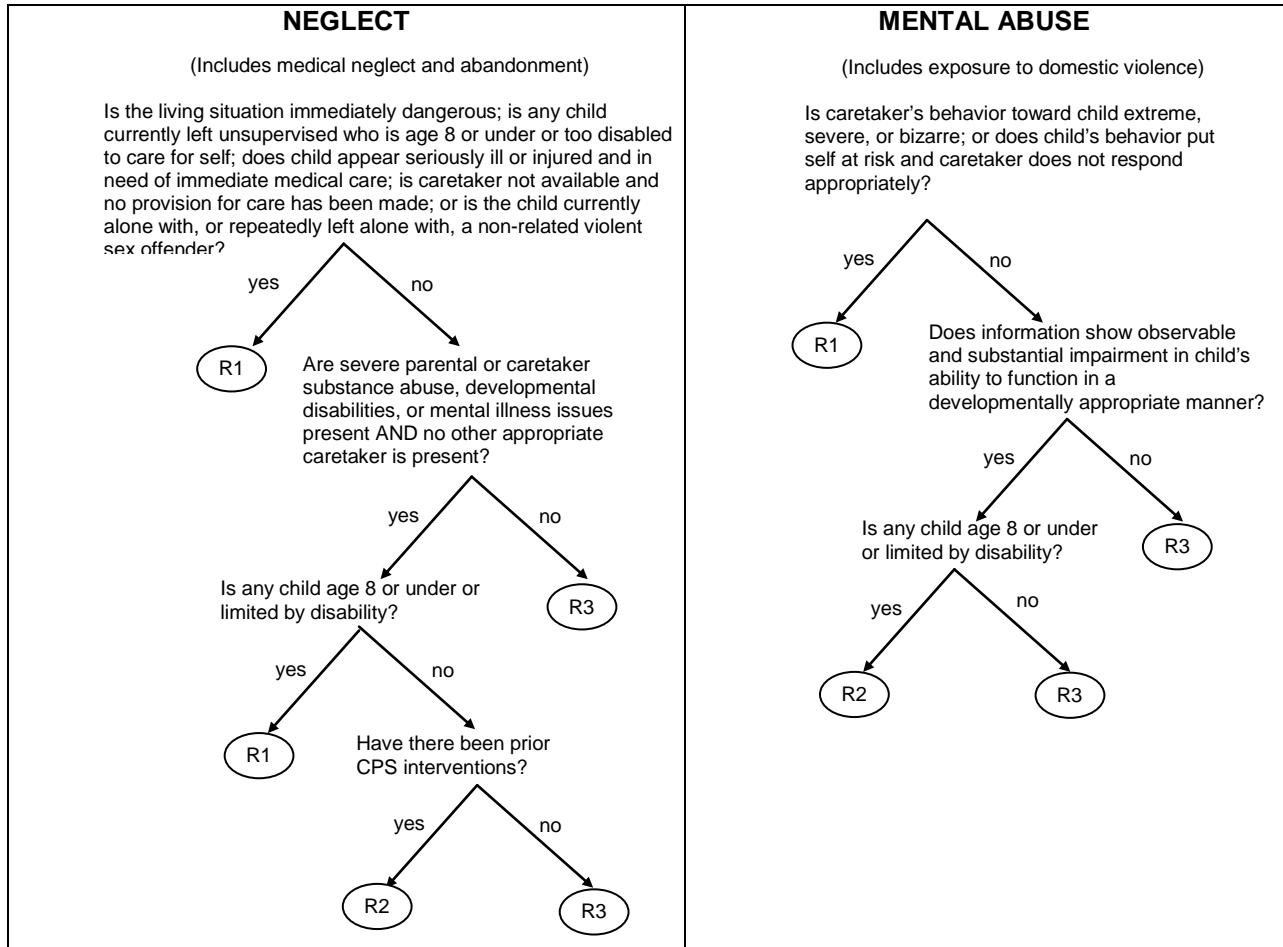 NEGLECT
(Includes medical neglect and abandonment)
Is the living situation immediately dangerous; is any child
currently left unsupervised who is age 8 or under or too disabled
to care for self; does child appear seriously ill or injured and in
need of immediate medical care; is caretaker not available and
no provision for care has been made; or is the child currently
alone with, or repeatedly left alone with, a non-related violent
sex offender?
yes
no
R1
Are severe parental or caretaker
substance abuse, developmental
disabilities, or mental illness issues
present AND no other appropriate
caretaker is present?
yes
no
Is any child age 8 or under or
limited by disability?
R3
yes
no
R1
Have there been prior
CPS interventions?
yes
no
R2
R3
MENTAL ABUSE
(Includes exposure to domestic violence)
Is caretaker's behavior toward child extreme,
severe, or bizarre; or does child's behavior put
self at risk and caretaker does not respond
appropriately?
yes
no
R1
Does information show observable
and substantial impairment in child's
ability to function in a
developmentally appropriate manner?
yes
no
Is any child age 8 or under
or limited by disability?
R3
yes
no
R2
R3